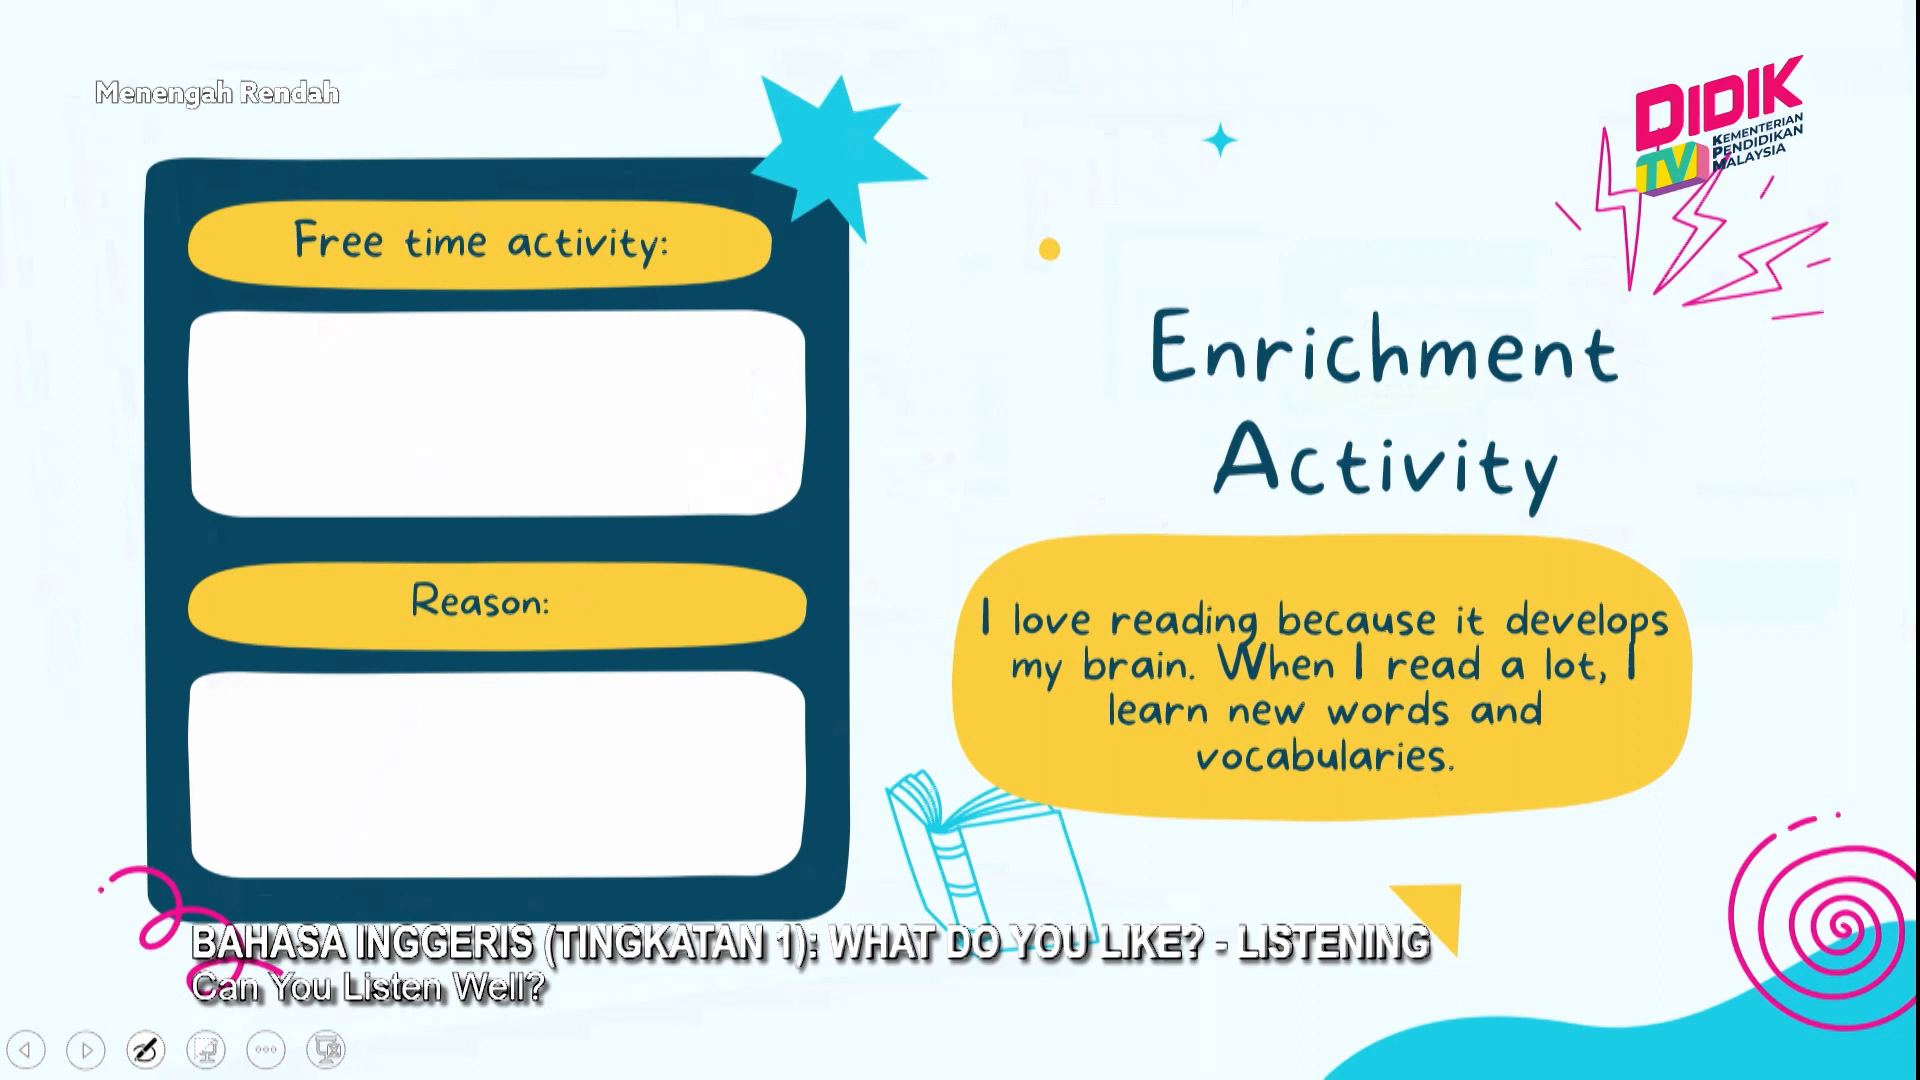 Menengah Rendah
DIDIK
TV
KEMENTERIAN
PENDIDIKAN
MALAYSIA
Free time activity:
Reason:
Enrichment
Activity
I love reading because it develops
my brain. When I read a lot, I
learn new words and
vocabularies.
BAHASA INGGERIS (TINGKATAN 1): WHAT DO YOU LIKE? - LISTENING
Can You Listen Well?